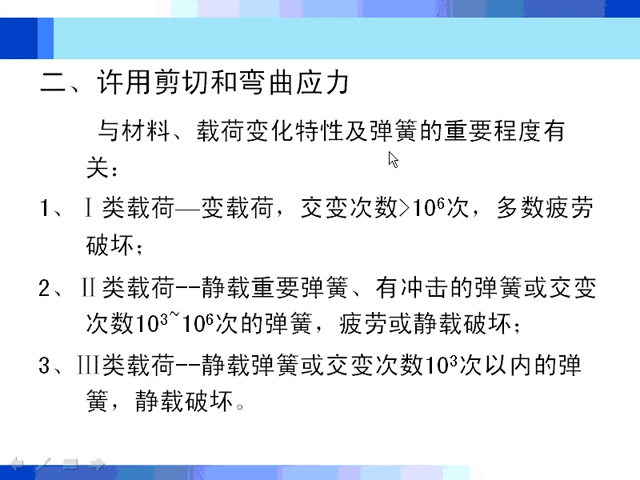 二、许用剪切和弯曲应力
与材料、载荷变化特性及弹簧的重要程度有
关：
1、Ⅰ类载荷—变载荷，交变次数>10⁶次，多数疲劳
破坏；
2、Ⅱ类载荷--静载重要弹簧、有冲击的弹簧或交变
次数10³~10⁶次的弹簧，疲劳或静载破坏；
3、Ⅲ类载荷--静载弹簧或交变次数10³次以内的弹
簧，静载破坏。